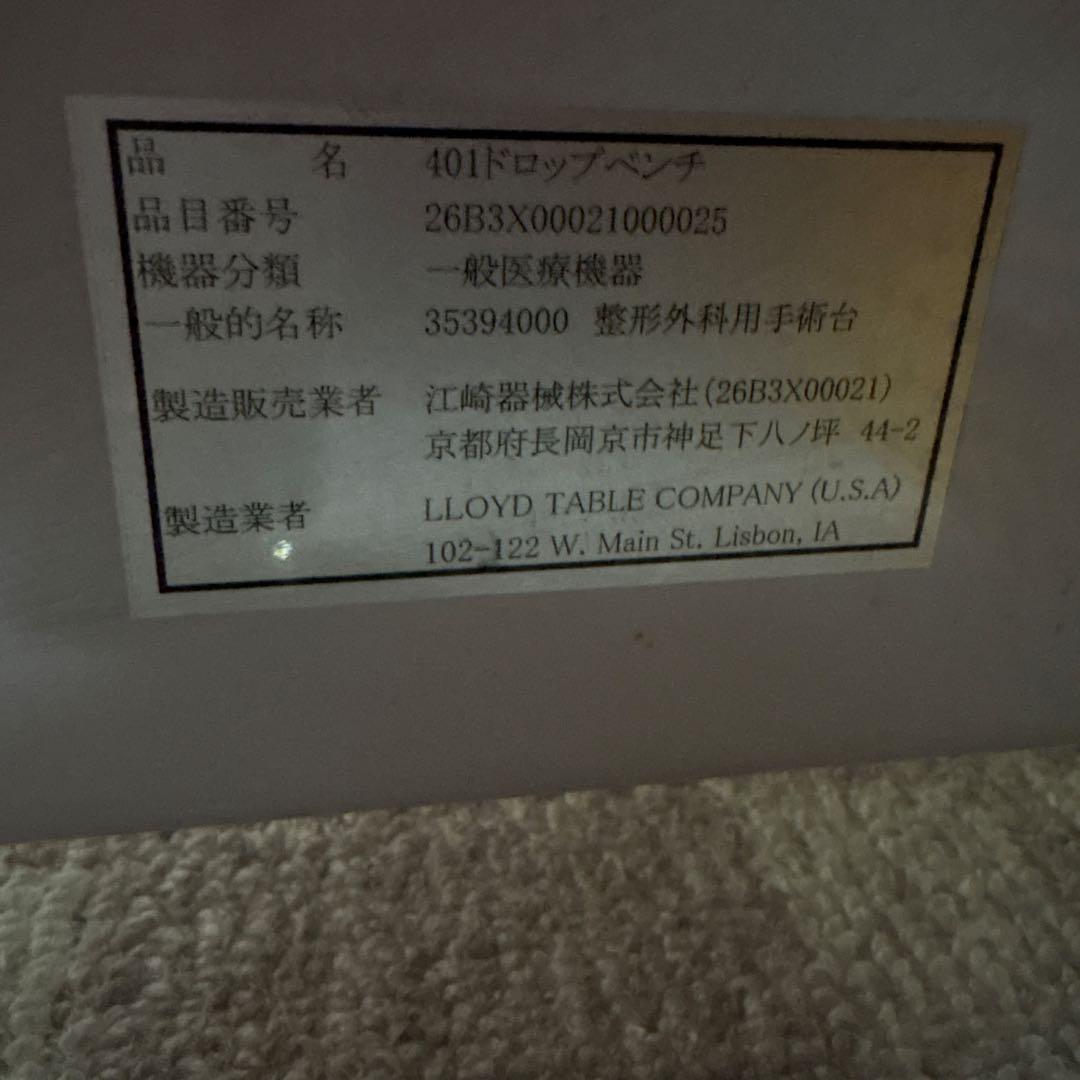 品　名 401ドロップベンチ
品目番号 26B3X00021000025
機器分類 一般医療機器
一般的名称 35394000 整形外科用手術台
製造販売業者 江崎器械株式会社(26B3X00021)
京都府長岡京市神足下八ノ坪 44-2
製造業者 LLOYD TABLE COMPANY (U.S.A)
102-122 W. Main St. Lisbon, IA